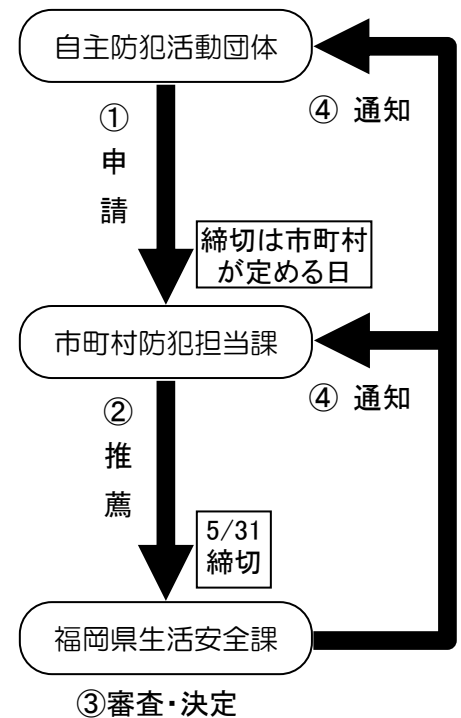 自主防犯活動団体
① 申請
④ 通知
締切は市町村
が定める日
市町村防犯担当課
② 推薦
④ 通知
5/31
締切
福岡県生活安全課
③審査・決定